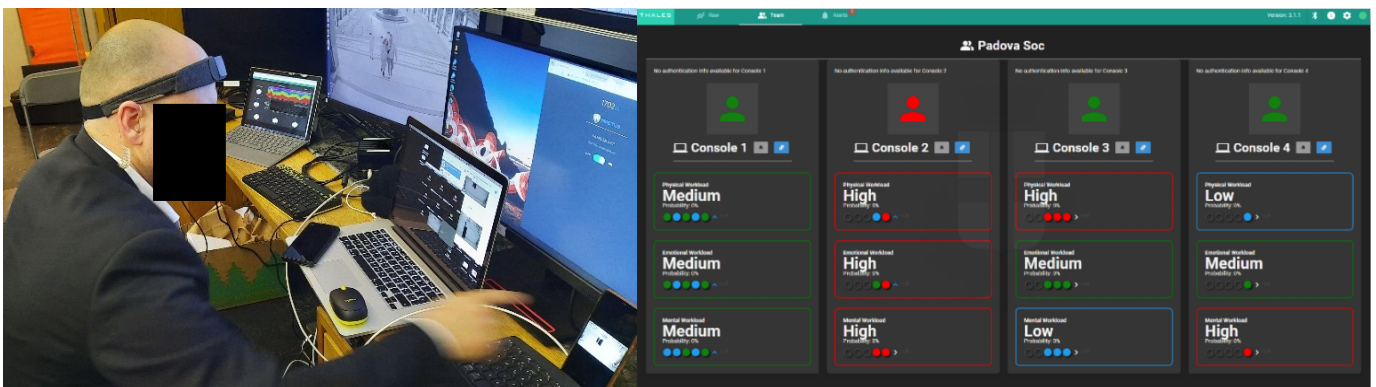 1702
THALES
Raw
Team
Alerts
Version: 3.1.1
Padova Soc
No authentication info available for Console 1
No authentication info available for Console 2
No authentication info available for Console 3
No authentication info available for Console 4
Console 1
Console 2
Console 3
Console 4
Physical Workload
Medium
Probability: 0%
Physical Workload
High
Probability: 0%
Physical Workload
High
Probability: 0%
Physical Workload
Low
Probability: 0%
Emotional Workload
Medium
Probability: 0%
Emotional Workload
High
Probability: 0%
Emotional Workload
Medium
Probability: 0%
Emotional Workload
Medium
Probability: 0%
Mental Workload
Medium
Probability: 0%
Mental Workload
High
Probability: 0%
Mental Workload
Low
Probability: 0%
Mental Workload
High
Probability: 0%